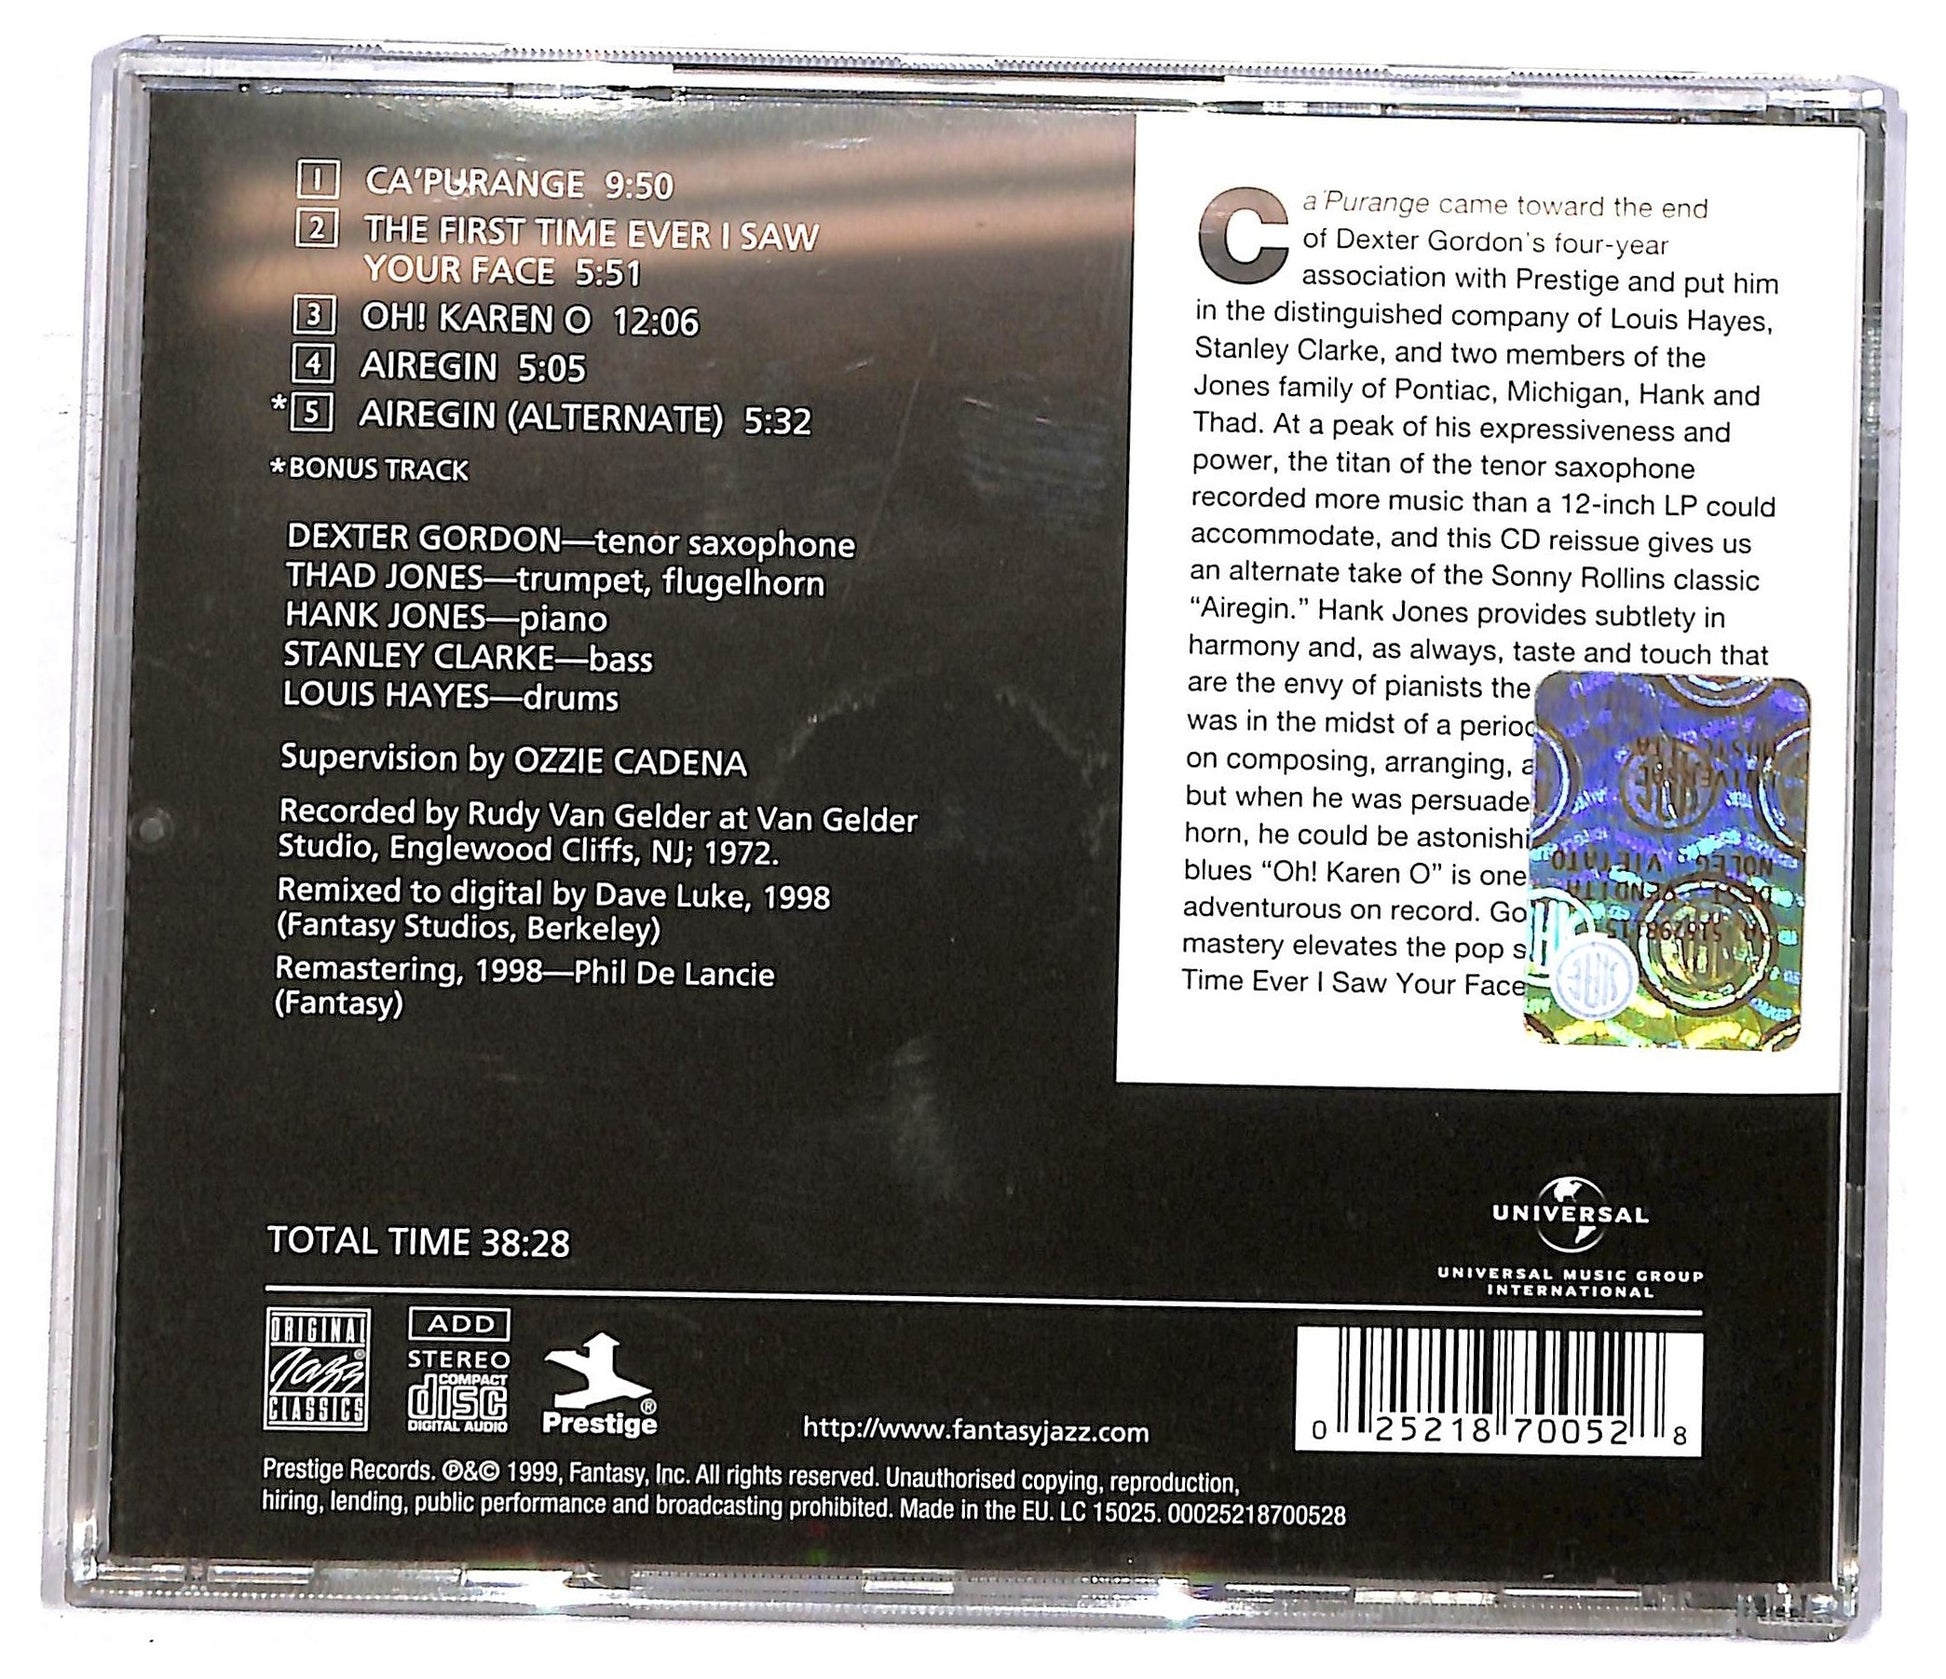 1 CA'PURANGE 9:50
2 THE FIRST TIME EVER I SAW
YOUR FACE 5:51
3 OH! KAREN O 12:06
4 AIREGIN 5:05
*5 AIREGIN (ALTERNATE) 5:32
*BONUS TRACK
DEXTER GORDON—tenor saxophone
THAD JONES—trumpet, flugelhorn
HANK JONES—piano
STANLEY CLARKE—bass
LOUIS HAYES—drums
Supervision by OZZIE CADENA
Recorded by Rudy Van Gelder at Van Gelder
Studio, Englewood Cliffs, NJ; 1972.
Remixed to digital by Dave Luke, 1998
(Fantasy Studios, Berkeley)
Remastering, 1998—Phil De Lancie
(Fantasy)
TOTAL TIME 38:28
Ca'Purange came toward the end
of Dexter Gordon's four-year
association with Prestige and put him
in the distinguished company of Louis Hayes,
Stanley Clarke, and two members of the
Jones family of Pontiac, Michigan, Hank and
Thad. At a peak of his expressiveness and
power, the titan of the tenor saxophone
recorded more music than a 12-inch LP could
accommodate, and this CD reissue gives us
an alternate take of the Sonny Rollins classic
“Airegin.” Hank Jones provides subtlety in
harmony and, as always, taste and touch that
are the envy of pianists the
was in the midst of a
on composing, arranging,
but when he was
horn, he could be
blues “Oh! Karen O” is one
adventurous on record.
mastery elevates the pop
Time Ever I Saw Your Face
NOLEG VIETATO
SIAE
UNIVERSAL
UNIVERSAL MUSIC GROUP
INTERNATIONAL
ORIGINAL
Jazz
CLASSICS
ADD
STEREO
COMPACT
disc
DIGITAL AUDIO
Prestige®
http://www.fantasyjazz.com
0 25218 70052 8
Prestige Records. ℗&© 1999, Fantasy, Inc. All rights reserved. Unauthorised copying, reproduction,
hiring, lending, public performance and broadcasting prohibited. Made in the EU. LC 15025. 00025218700528